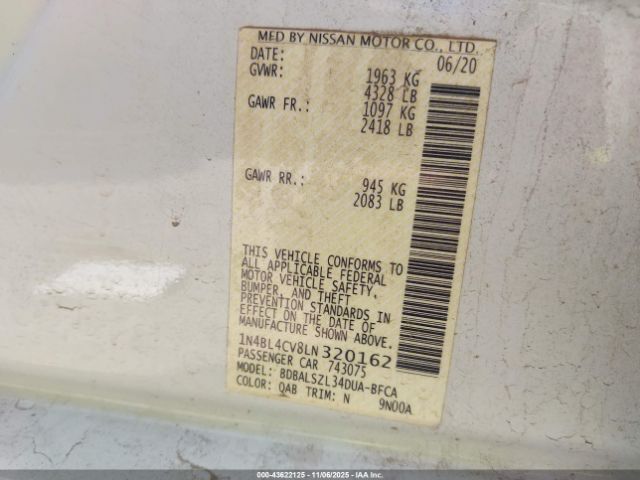 MFD BY NISSAN MOTOR CO., LTD.
DATE: 06/20
GVWR: 1963 KG
4328 LB
GAWR FR.: 1097 KG
2418 LB
GAWR RR.: 945 KG
2083 LB
THIS VEHICLE CONFORMS TO
ALL APPLICABLE FEDERAL
MOTOR VEHICLE SAFETY,
BUMPER, AND THEFT
PREVENTION STANDARDS IN
EFFECT ON THE DATE OF
MANUFACTURE SHOWN ABOVE.
1N4BL4CV8LN320162
PASSENGER CAR 743075
MODEL: BDBALSZL34DUA-BFCA
COLOR: QAB TRIM: N 9N00A
© 000-43622125 - 11/06/2025 - IAA Inc.